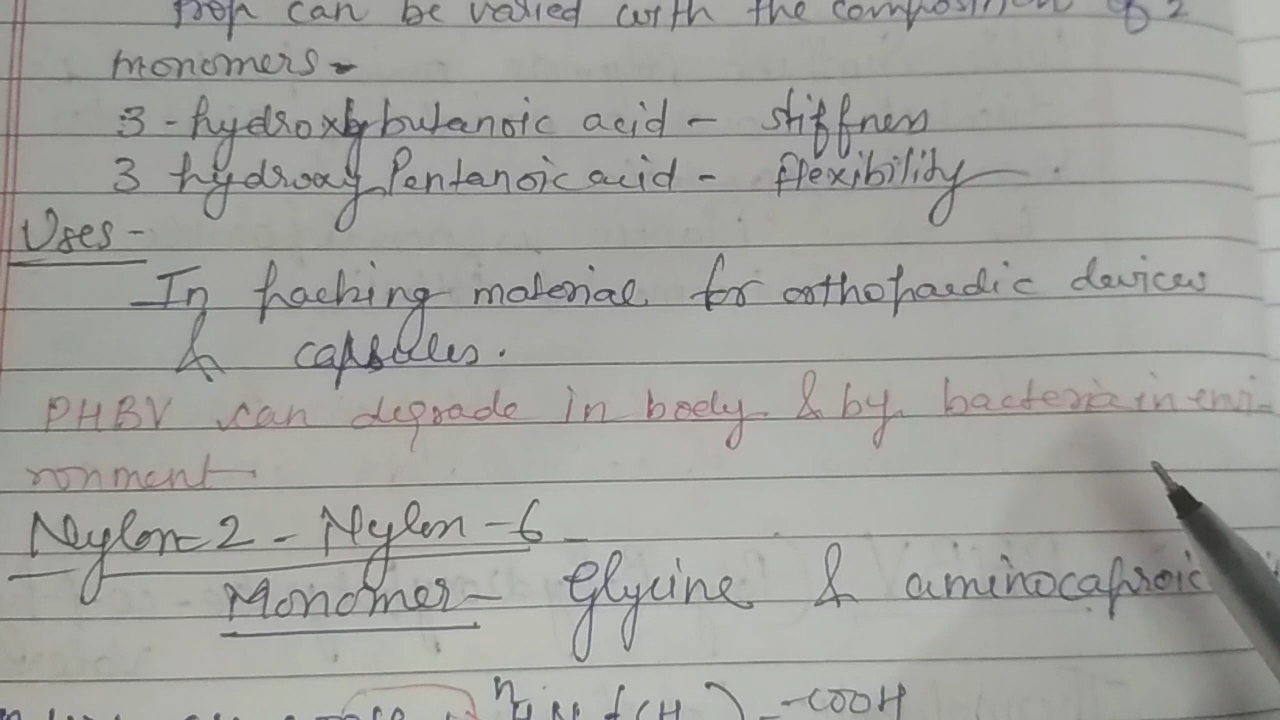 Prop can be varied with the composition of 2
monomers -
3 - hydroxybutanoic acid - stiffness
3 hydroxy Pentanoic acid - flexibility
Uses -
In packing material for orthopaedic devices
& capsules.
PHBV can degrade in body & by bacteria in envi-
ronment
Nylon-2 - Nylon - 6 -
Monomer - Glycine & aminocaproic
-COOH